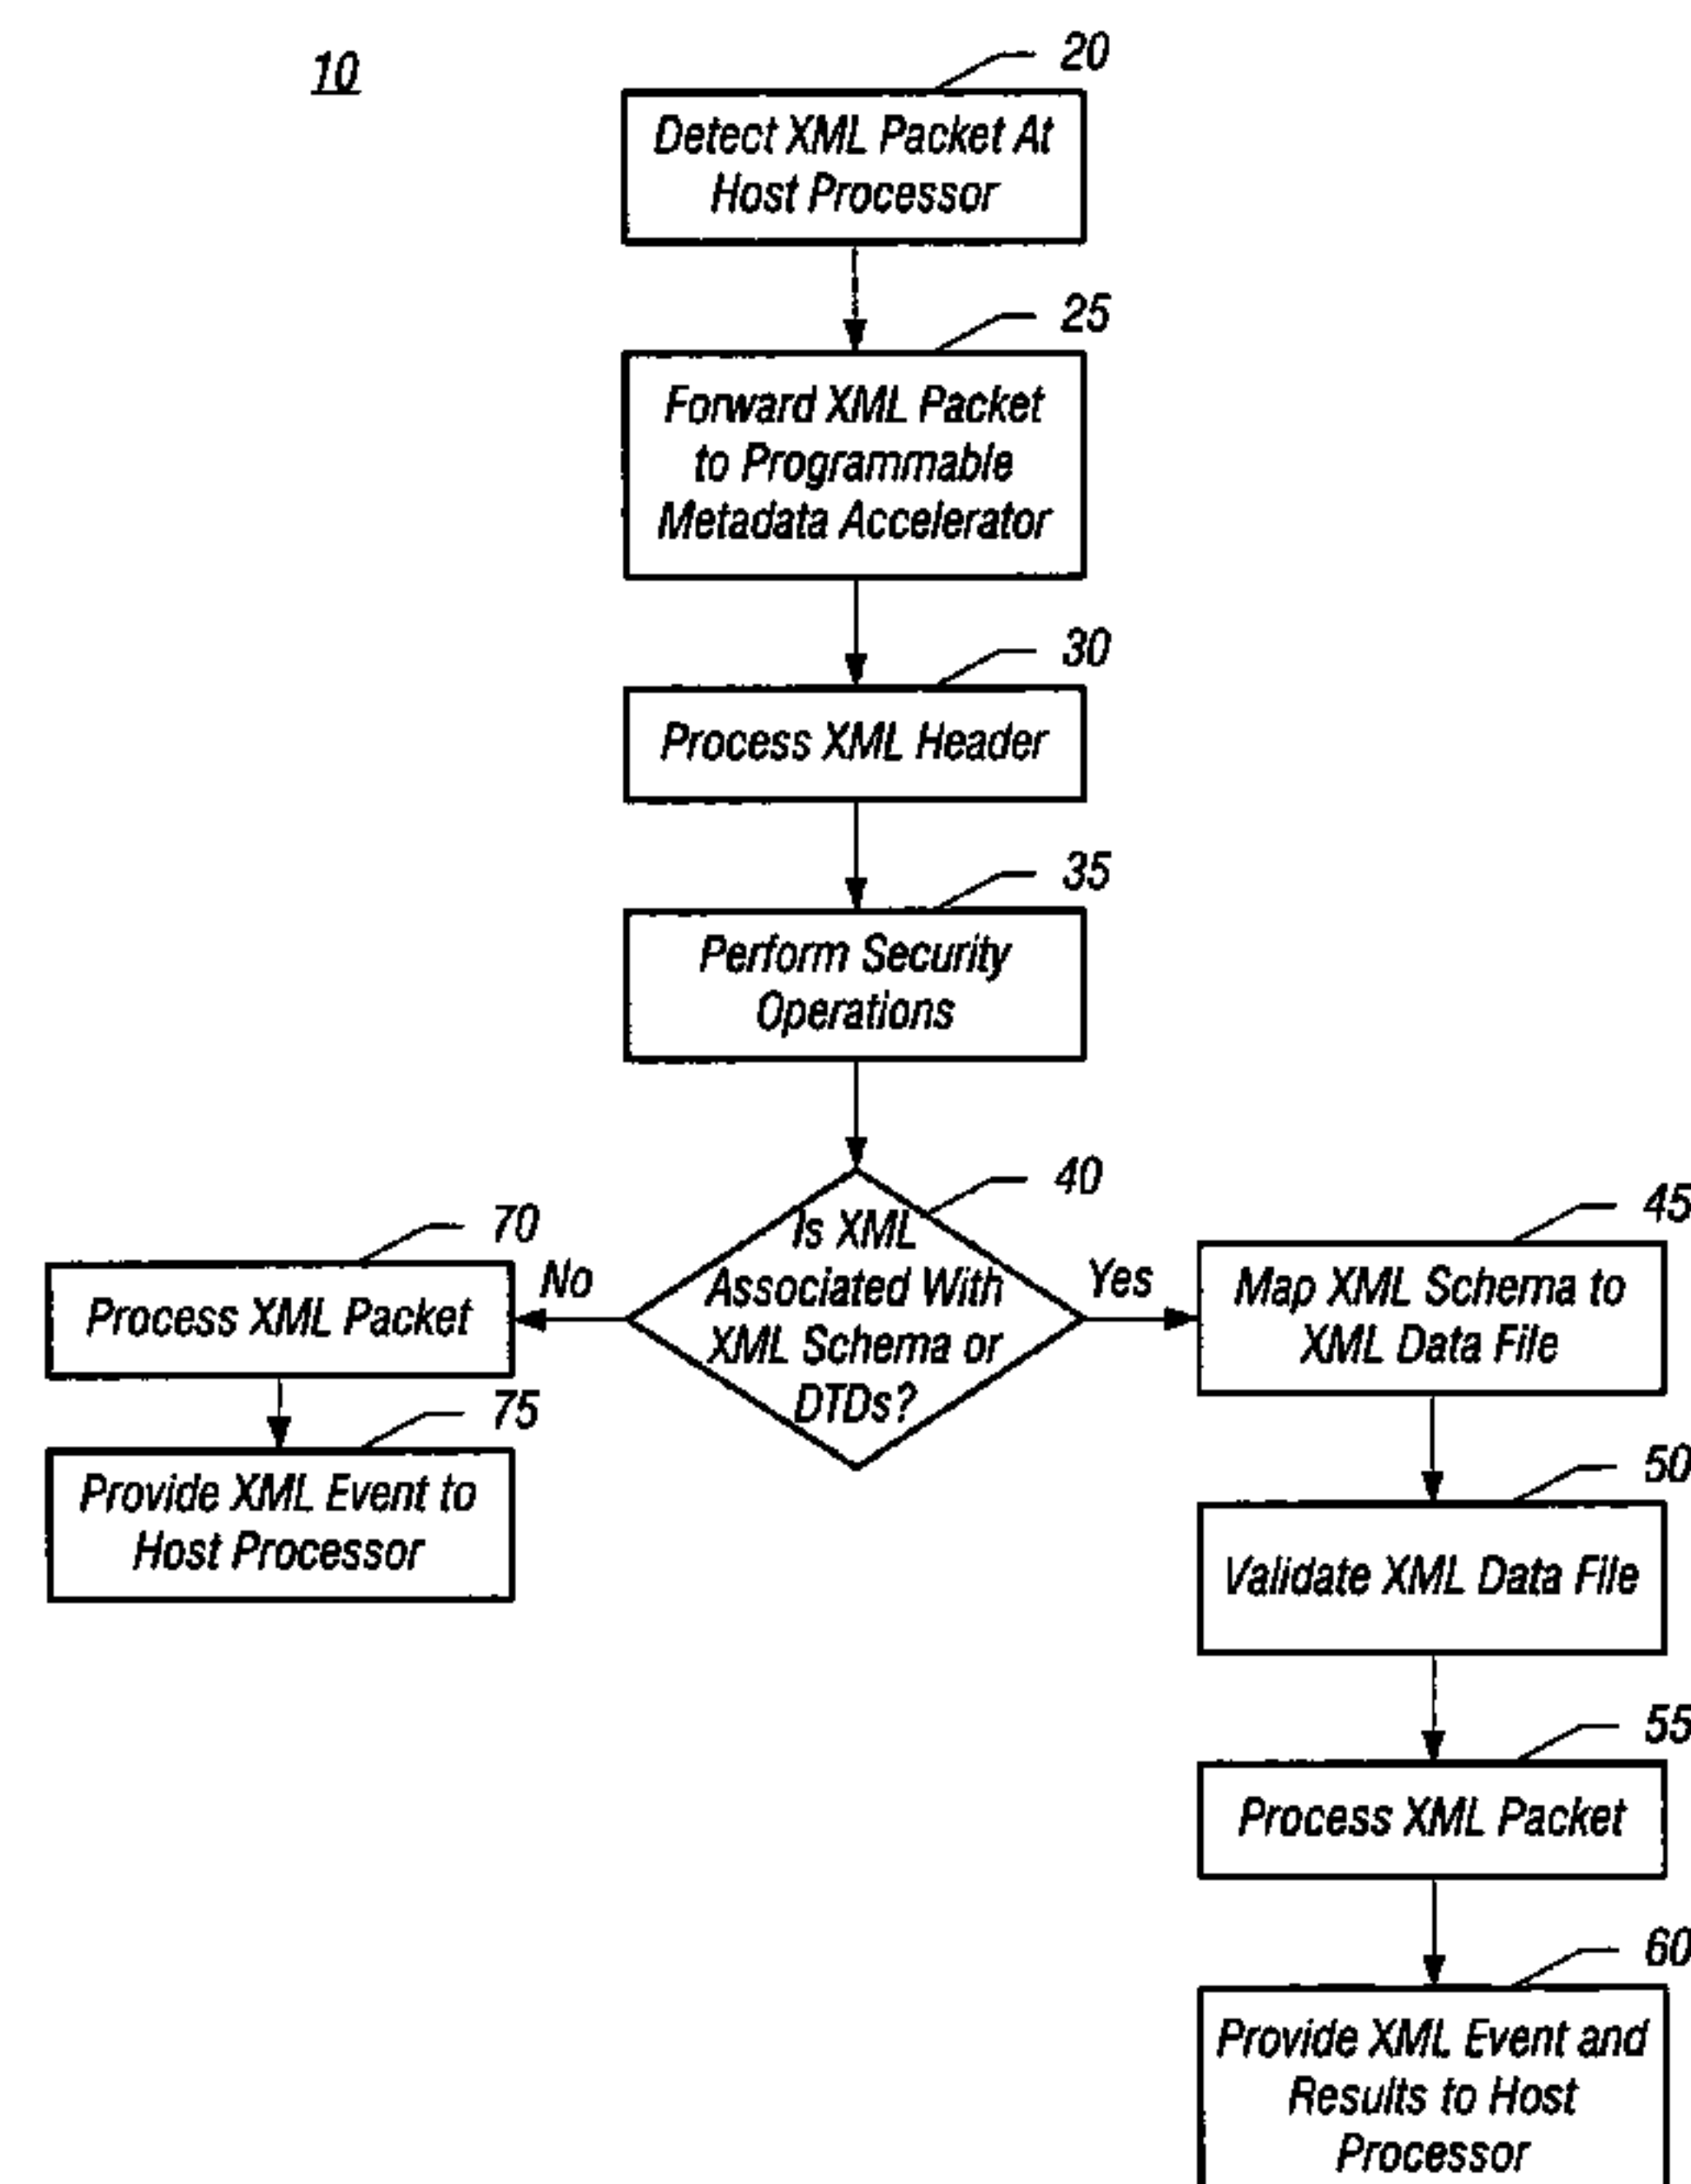 10
20
Detect XML Packet At
Host Processor
25
Forward XML Packet
to Programmable
Metadata Accelerator
30
Process XML Header
35
Perform Security
Operations
40
Is XML
Associated With
XML Schema or
DTDs?
No
Yes
70
Process XML Packet
75
Provide XML Event to
Host Processor
45
Map XML Schema to
XML Data File
50
Validate XML Data File
55
Process XML Packet
60
Provide XML Event and
Results to Host
Processor